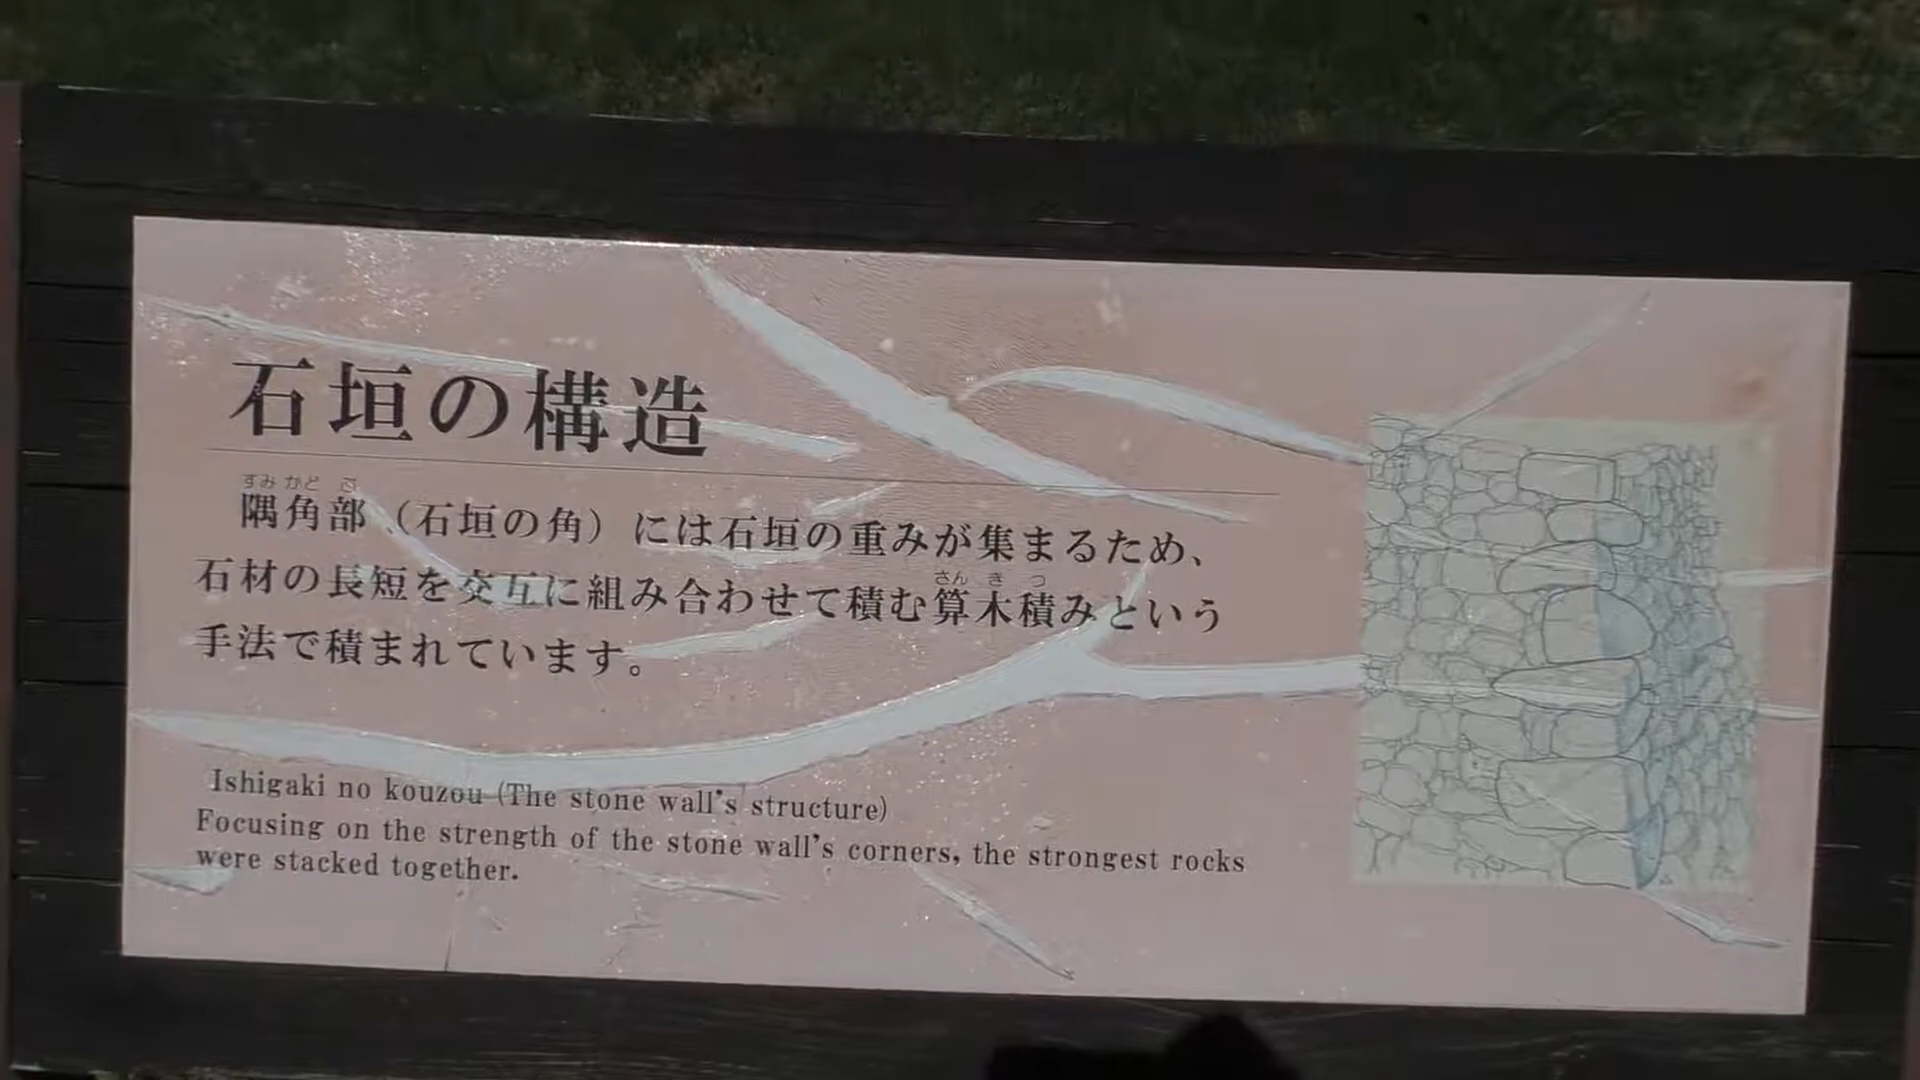 石垣の構造
すみ かど ぶ
隅角部（石垣の角）には石垣の重みが集まるため、
さん ぎ づ
石材の長短を交互に組み合わせて積む算木積みという
手法で積まれています。
Ishigaki no kouzou (The stone wall's structure)
Focusing on the strength of the stone wall's corners, the strongest rocks
were stacked together.